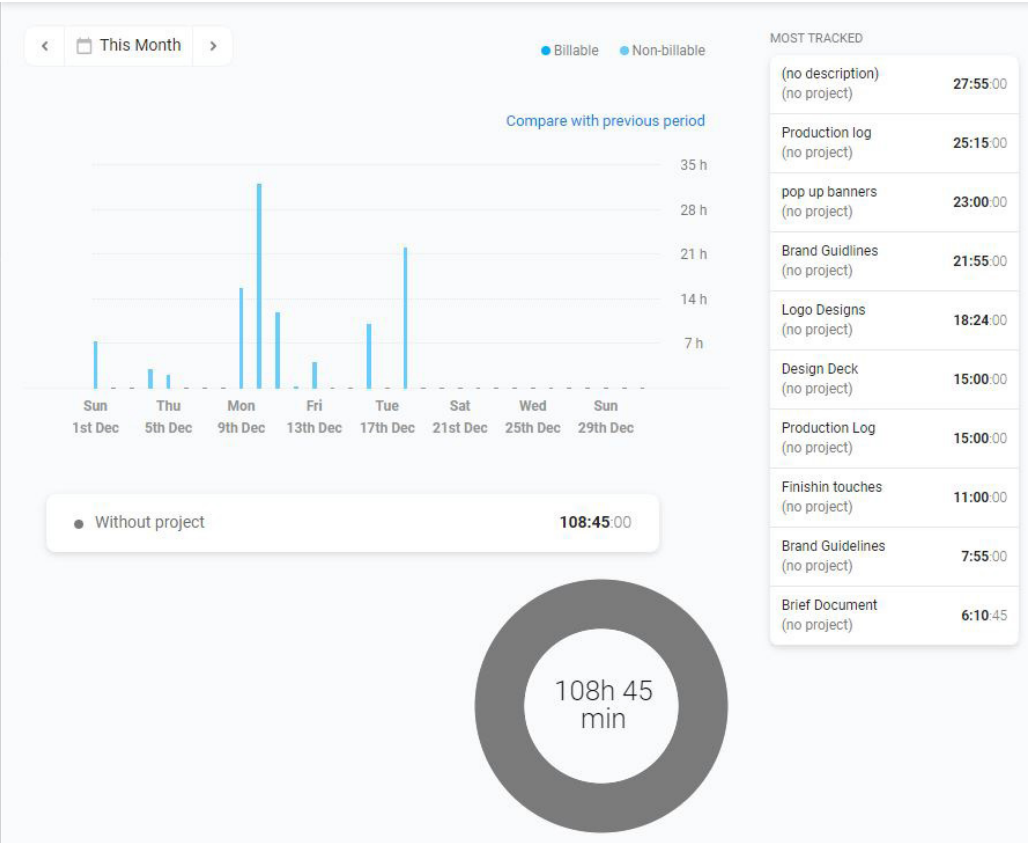 This Month
Billable Non-billable
Compare with previous period
35 h
28 h
21 h
14 h
7 h
Sun Thu Mon Fri Tue Sat Wed Sun
1st Dec 5th Dec 9th Dec 13th Dec 17th Dec 21st Dec 25th Dec 29th Dec
Without project 108:45:00
108h 45
min
MOST TRACKED
(no description)
(no project) 27:55:00
Production log
(no project) 25:15:00
pop up banners
(no project) 23:00:00
Brand Guidlines
(no project) 21:55:00
Logo Designs
(no project) 18:24:00
Design Deck
(no project) 15:00:00
Production Log
(no project) 15:00:00
Finishin touches
(no project) 11:00:00
Brand Guidelines
(no project) 7:55:00
Brief Document
(no project) 6:10:45